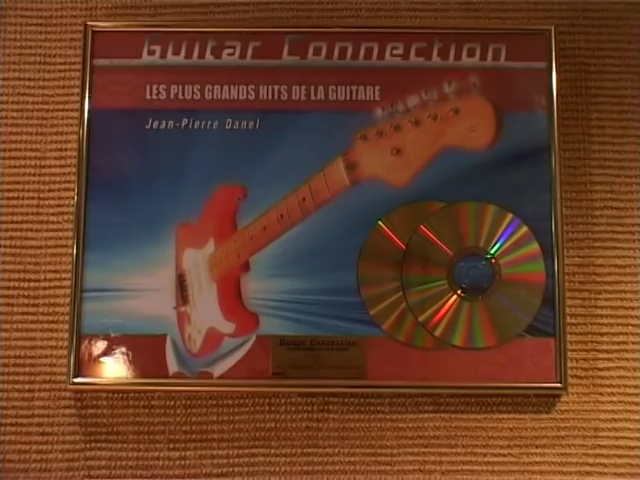 Guitar Connection
LES PLUS GRANDS HITS DE LA GUITARE
Jean-Pierre Danel
Guitar Connection